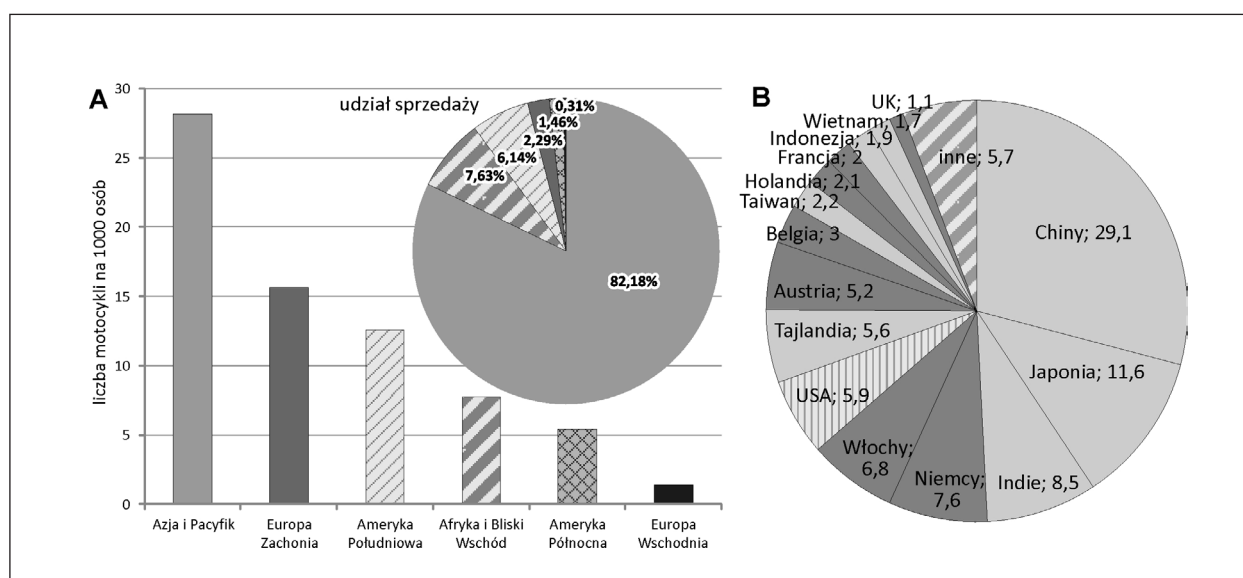 A
udział sprzedaży
30
25
20
15
10
5
0
liczba motocykli na 1000 osób
Azja i Pacyfik
Europa
Zachonia
Ameryka
Południowa
Afryka i Bliski
Wschód
Ameryka
Północna
Europa
Wschodnia
0,31%
1,46%
2,29%
6,14%
7,63%
82,18%
B
UK; 1,1
Wietnam; 1,7
Indonezja; 1,9
Francja; 2
Holandia; 2,1
Taiwan; 2,2
Belgia; 3
Austria; 5,2
Tajlandia; 5,6
USA; 5,9
Włochy;
6,8
Niemcy;
7,6
Indie; 8,5
Japonia; 11,6
Chiny; 29,1
inne; 5,7